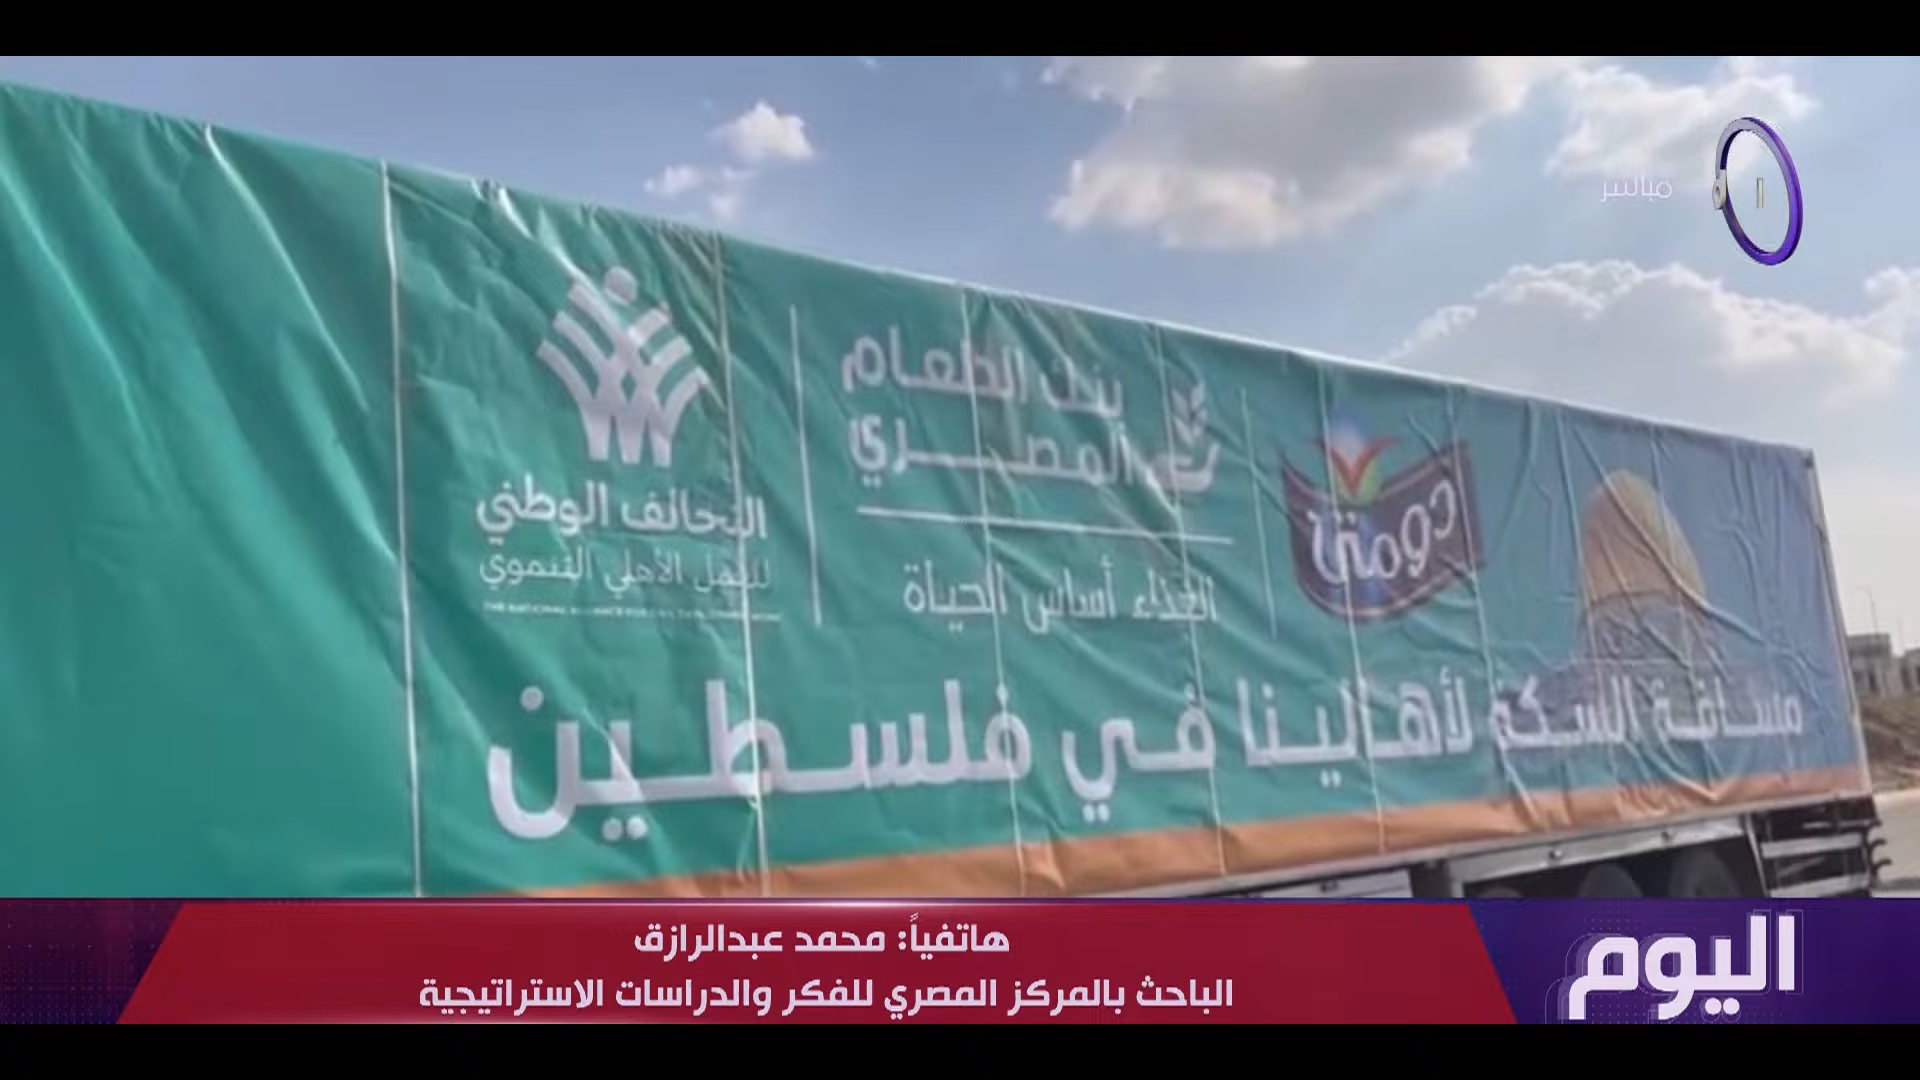 مباشر
التحالف الوطني
للعمل الأهلي التنموي
بنك الطعام
المصري
الغذاء أساس الحياة
دومتي
مسافة السكة لأهالينا في فلسطين
هاتفياً: محمد عبدالرازق
الباحث بالمركز المصري للفكر والدراسات الاستراتيجية
اليوم